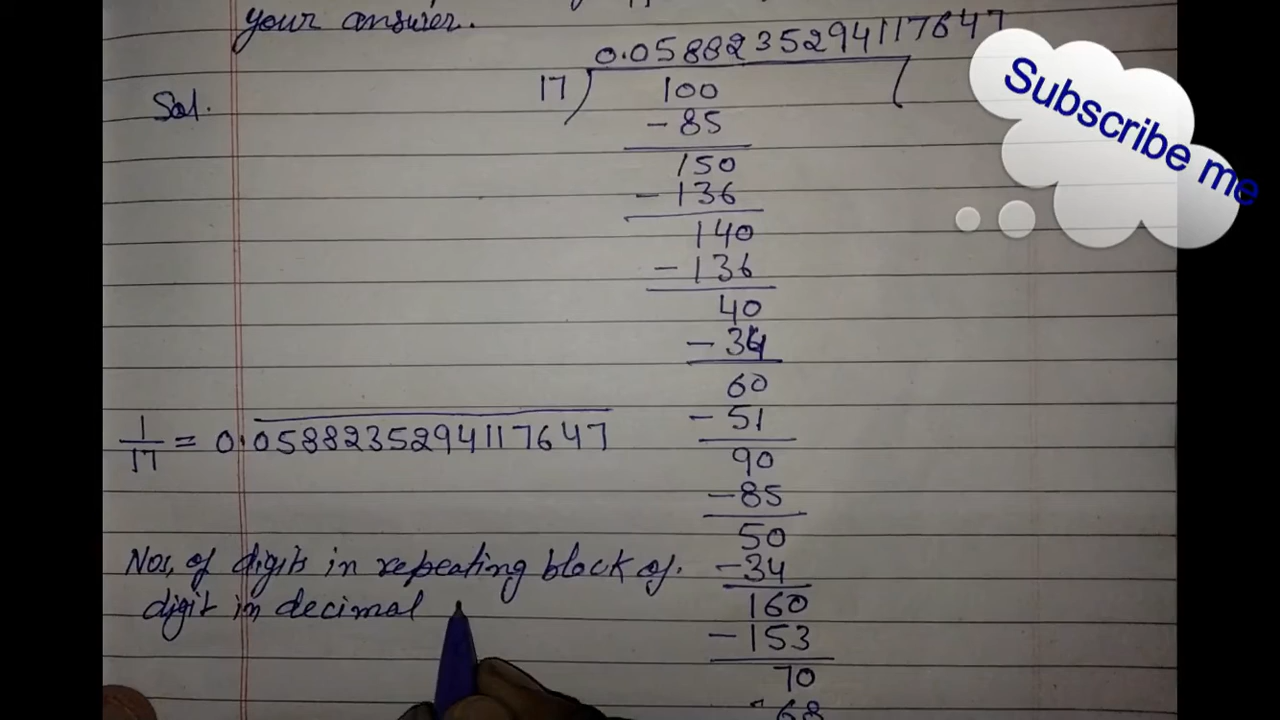 your answer.
0.0588235294117647
Sol.
17 ) 100
- 85
150
- 136
140
- 136
40
- 34
60
- 51
1/17 = 0.0588235294117647
90
- 85
50
Nos, of digits in repeating block of.
- 34
digit in decimal
160
- 153
70
- 68
Subscribe me